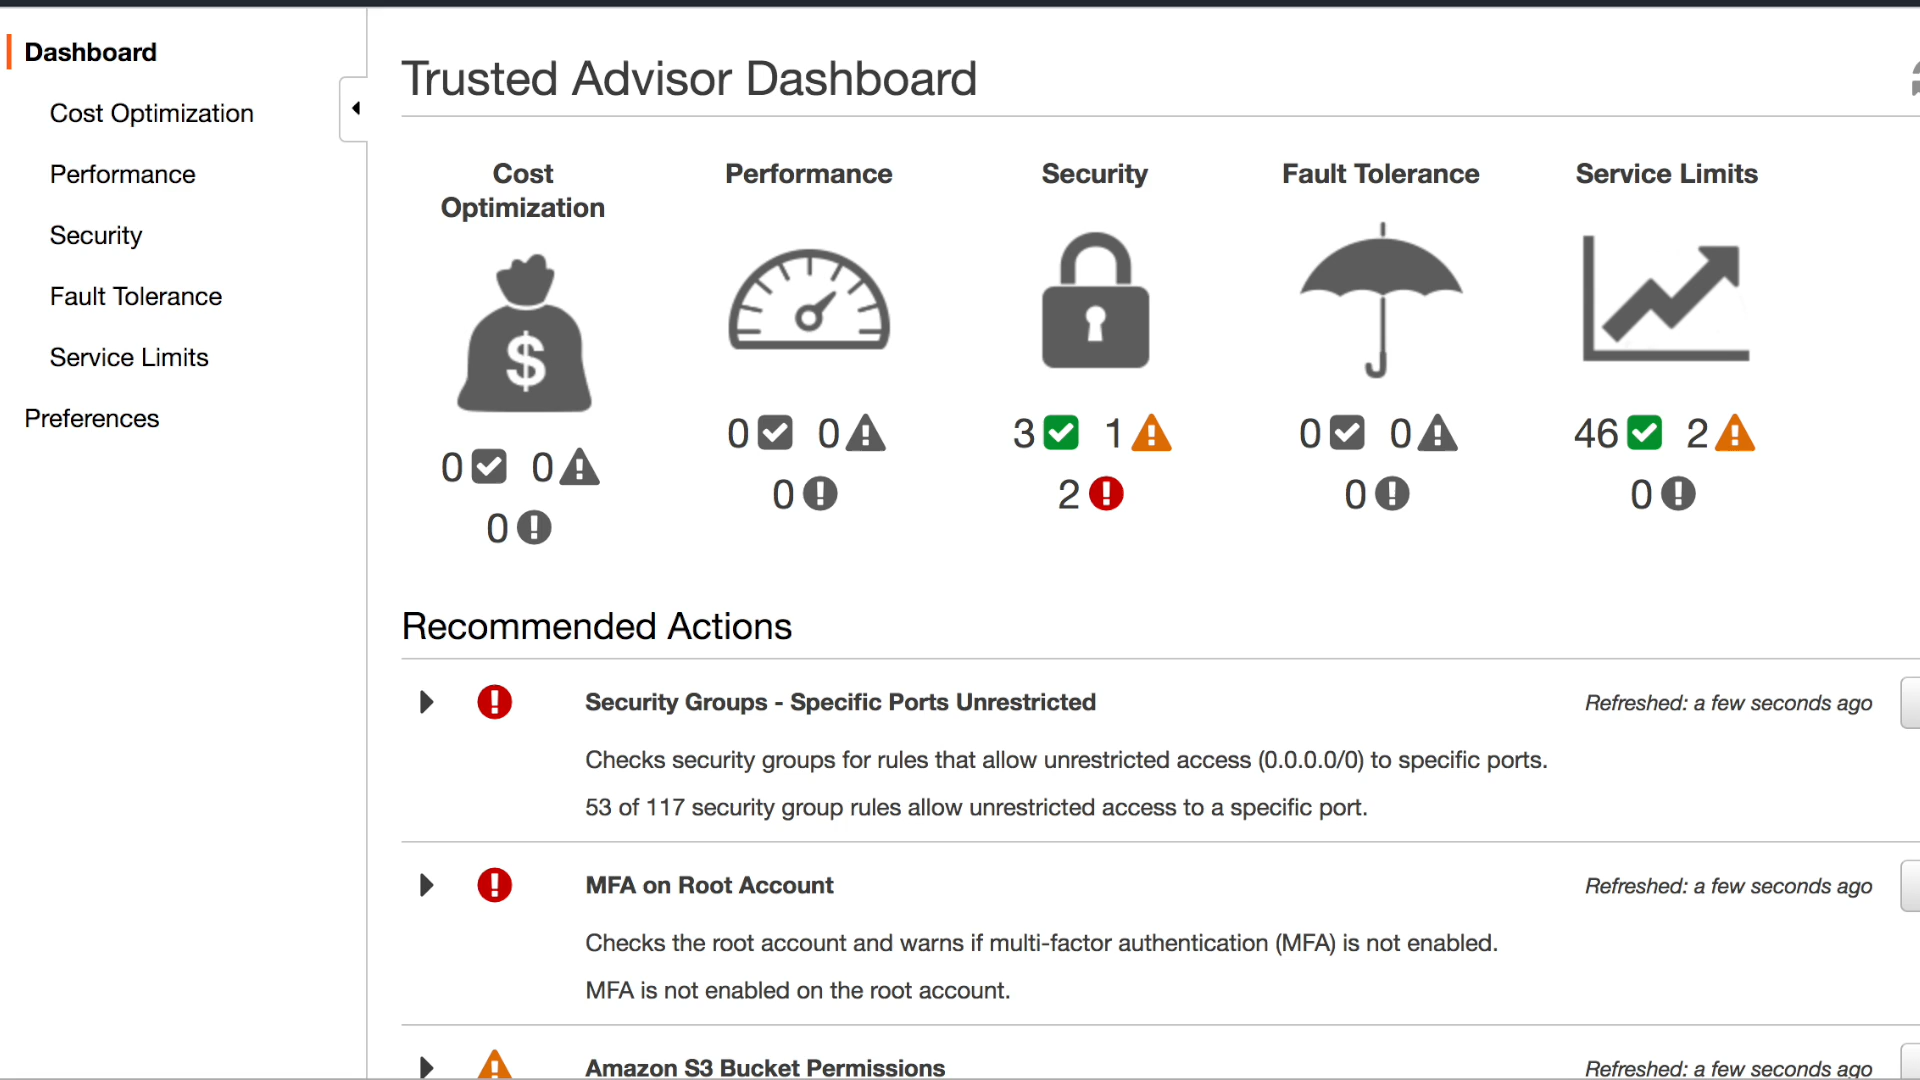 Dashboard
Cost Optimization
Performance
Security
Fault Tolerance
Service Limits
Preferences
Trusted Advisor Dashboard
Cost
Optimization
$
0 0
0
Performance
0 0
0
Security
3 1
2
Fault Tolerance
0 0
0
Service Limits
46 2
0
Recommended Actions
Security Groups - Specific Ports Unrestricted
Refreshed: a few seconds ago
Checks security groups for rules that allow unrestricted access (0.0.0.0/0) to specific ports.
53 of 117 security group rules allow unrestricted access to a specific port.
MFA on Root Account
Refreshed: a few seconds ago
Checks the root account and warns if multi-factor authentication (MFA) is not enabled.
MFA is not enabled on the root account.
Amazon S3 Bucket Permissions
Refreshed: a few seconds ago